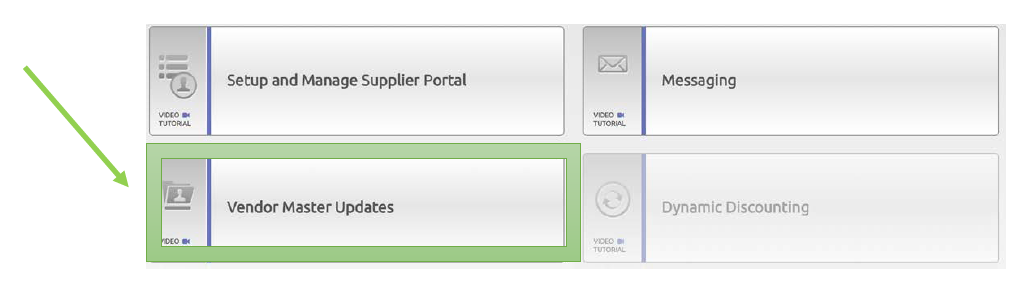 Setup and Manage Supplier Portal
VIDEO
TUTORIAL
Messaging
VIDEO
TUTORIAL
Vendor Master Updates
VIDEO
Dynamic Discounting
VIDEO
TUTORIAL